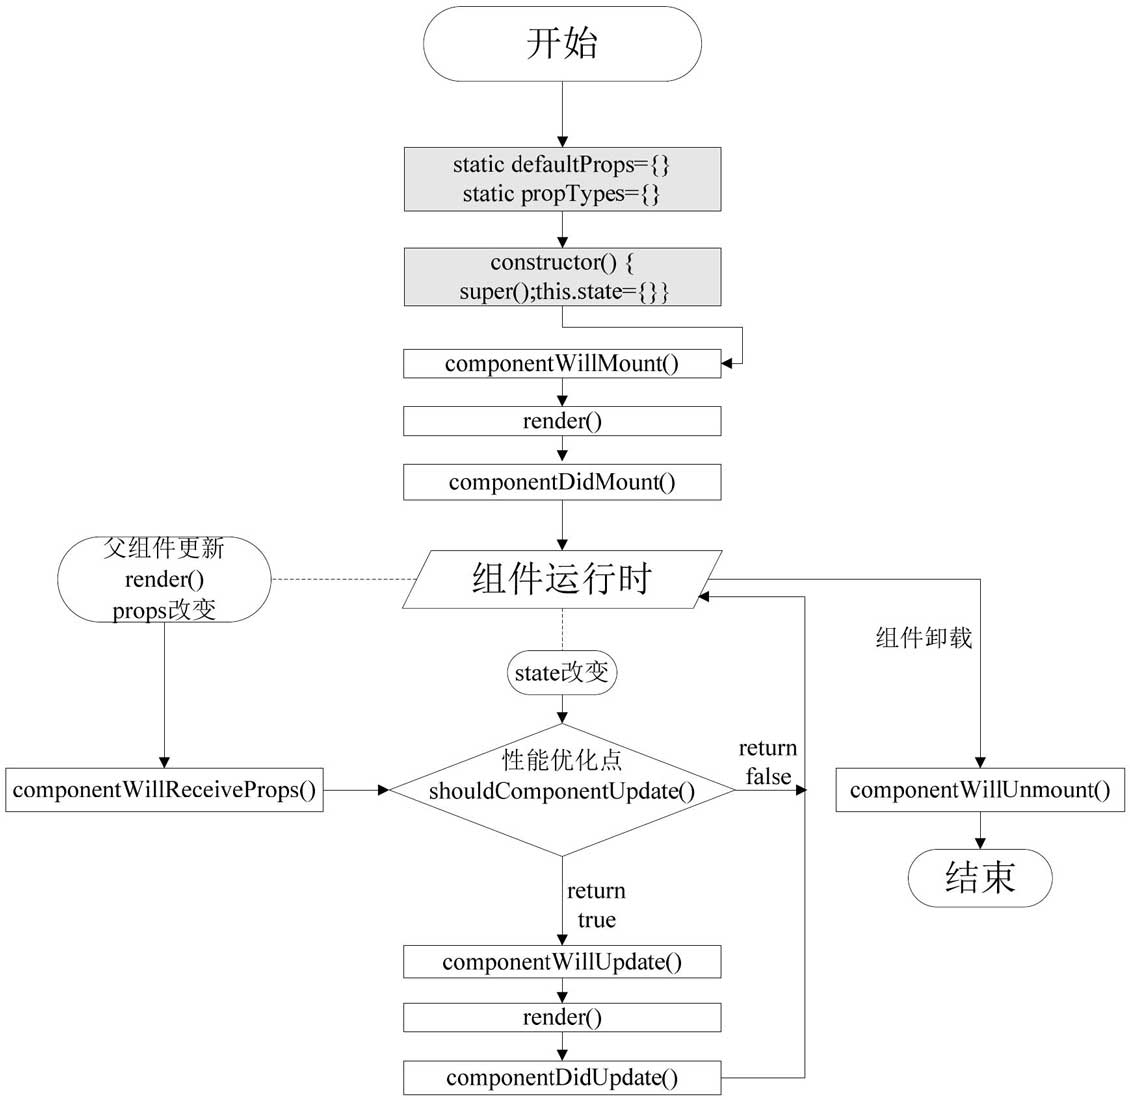 开始
static defaultProps={}
static propTypes={}
constructor() {
super();this.state={}}
componentWillMount()
render()
componentDidMount()
父组件更新
render()
props改变
组件运行时
组件卸载
state改变
性能优化点
shouldComponentUpdate()
return
false
componentWillReceiveProps()
componentWillUnmount()
结束
return
true
componentWillUpdate()
render()
componentDidUpdate()